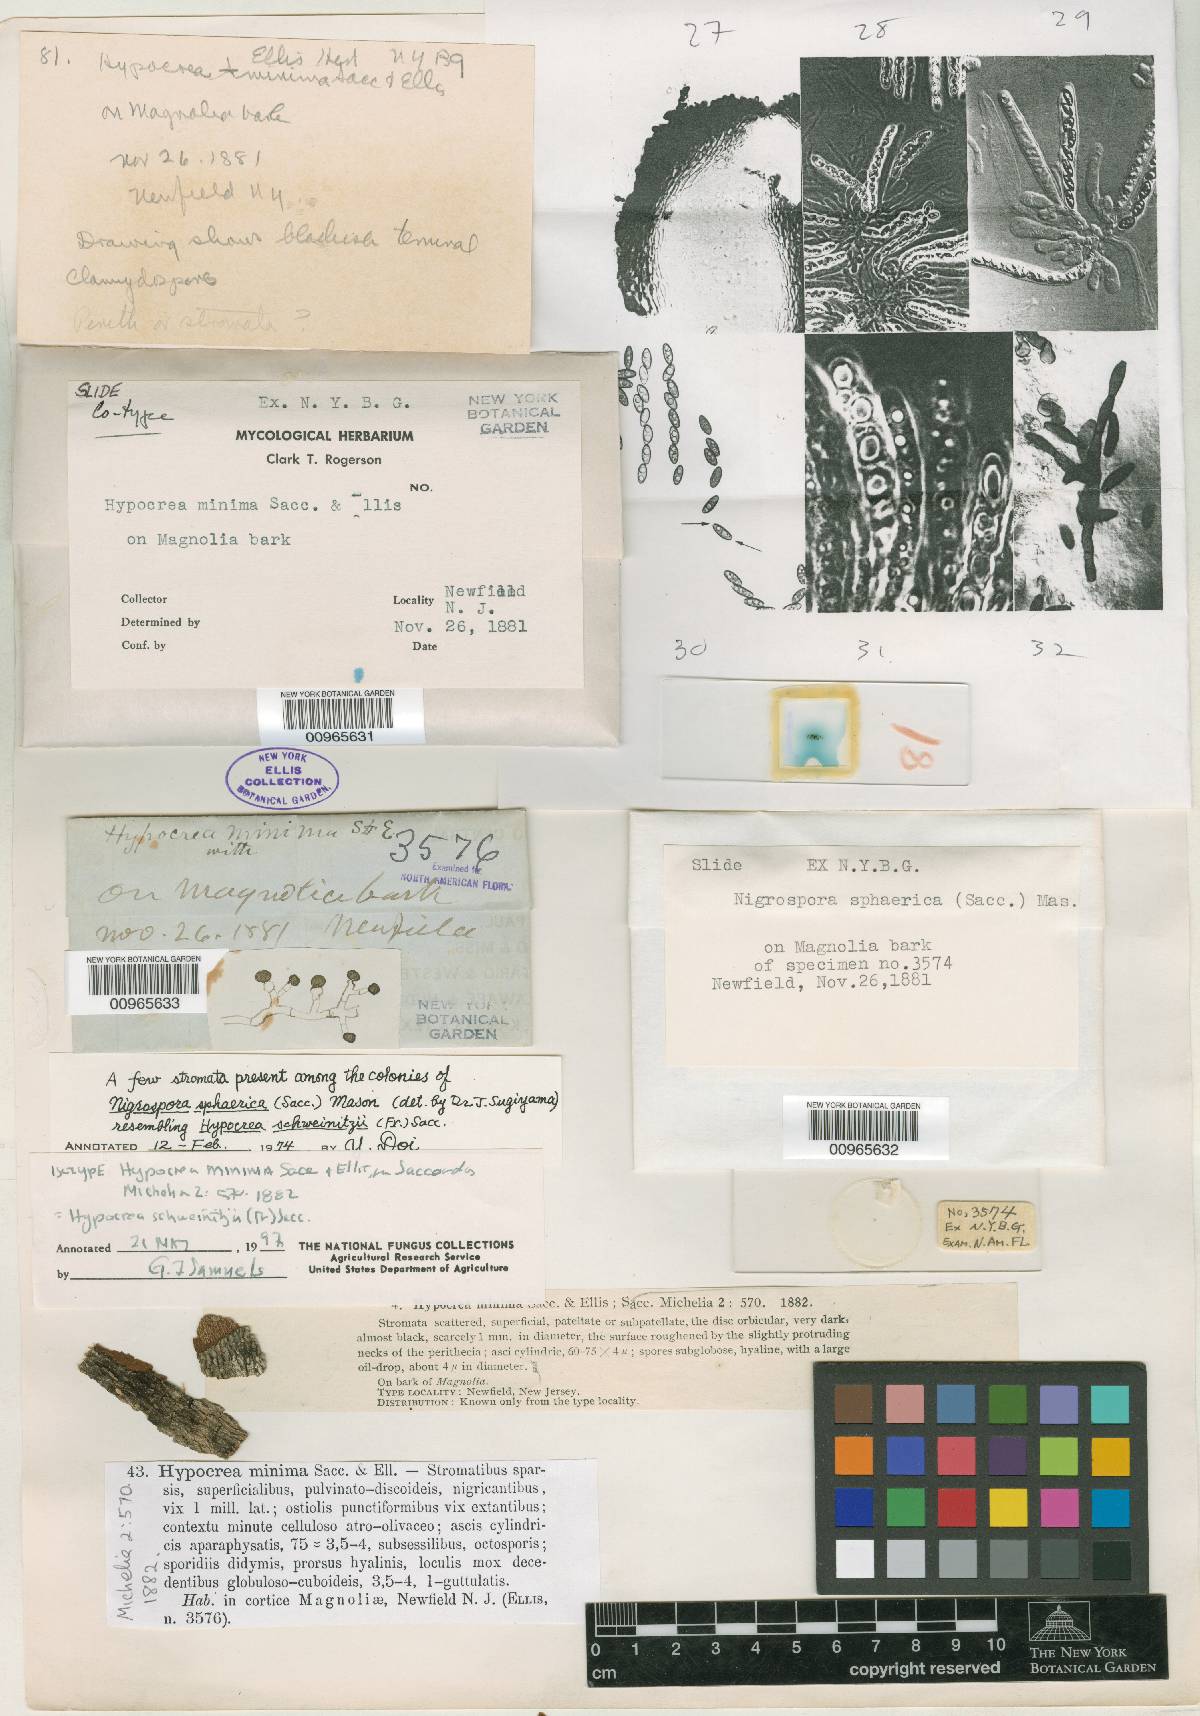 81. Hypocrea minima Sacc & Ellis
Ellis Herb NYBG
on Magnolia bark
Nov 26. 1881
Newfield NY
Drawing shows blackish terminal
Clamydospores
Perith or stromata ?
27
28
29
30
31
32
SLIDE
Co-type
Ex. N. Y. B. G.
NEW YORK
BOTANICAL
GARDEN
MYCOLOGICAL HERBARIUM
Clark T. Rogerson
NO.
Hypocrea minima Sacc. & Ellis
on Magnolia bark
Collector
Locality Newfield
N. J.
Determined by
Nov. 26, 1881
Conf. by
Date
NEW YORK BOTANICAL GARDEN
00965631
NEW YORK
ELLIS
COLLECTION
BOTANICAL GARDEN.
18
Hypocrea minima S & E
with
3576
Examined for
NORTH AMERICAN FLORA
on Magnolia bark
Nov. 26. 1881 Newfield
NEW YORK BOTANICAL GARDEN
00965633
NEW YORK
BOTANICAL
GARDEN
Slide EX N.Y.B.G.
Nigrospora sphaerica (Sacc.) Mas.
on Magnolia bark
of specimen no.3574
Newfield, Nov.26,1881
NEW YORK BOTANICAL GARDEN
00965632
A few stromata present among the colonies of
Nigrospora sphaerica (Sacc.) Mason (det. by Dr. J. Sugiyama)
resembling Hypocrea schweinitzii (Fr.) Sacc.
ANNOTATED 12-Feb. 1974 BY Y. Doi
ISOTYPE Hypocrea minima Sacc & Ellis, in Saccardo
Michelia 2: 570. 1882
= Hypocrea schweinitzii (Fr) Sacc.
Annotated 21 May, 199
by G. J Samuels
THE NATIONAL FUNGUS COLLECTIONS
Agricultural Research Service
United States Department of Agriculture
No. 3574
Ex N.Y.B.G.
EXAM. N. AM. FL.
4. Hypocrea minima Sacc. & Ellis ; Sacc. Michelia 2 : 570. 1882.
Stromata scattered, superficial, patellate or subpatellate, the disc orbicular, very dark,
almost black, scarcely 1 mm. in diameter, the surface roughened by the slightly protruding
necks of the perithecia ; asci cylindric, 60-75 × 4 µ ; spores subglobose, hyaline, with a large
oil-drop, about 4 µ in diameter.
On bark of Magnolia.
TYPE LOCALITY : Newfield, New Jersey.
DISTRIBUTION : Known only from the type locality.
43. Hypocrea minima Sacc. & Ell. — Stromatibus spar-
sis, superficialibus, pulvinato-discoideis, nigricantibus,
vix 1 mill. lat.; ostiolis punctiformibus vix extantibus;
contextu minute celluloso atro-olivaceo; ascis cylindri-
cis aparaphysatis, 75 ≈ 3,5-4, subsessilibus, octosporis;
sporidiis didymis, prorsus hyalinis, loculis mox dece-
dentibus globuloso-cuboideis, 3,5-4, 1-guttulatis.
Hab. in cortice Magnoliæ, Newfield N. J. (ELLIS,
n. 3576).
Michelia 2:570.
1882.
0 1 2 3 4 5 6 7 8 9 10
cm
copyright reserved
THE NEW YORK
BOTANICAL GARDEN